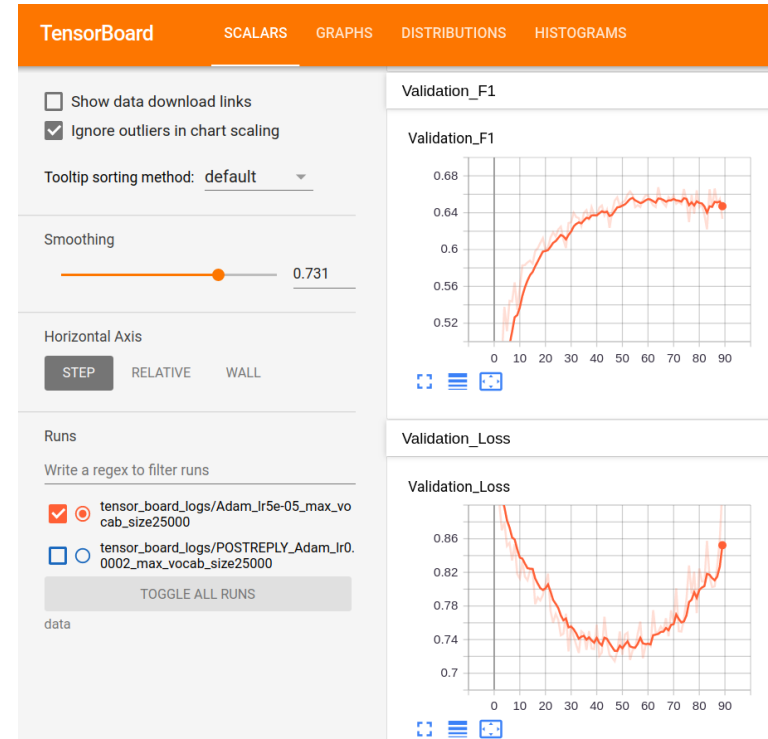 TensorBoard SCALARS GRAPHS DISTRIBUTIONS HISTOGRAMS
Show data download links
Ignore outliers in chart scaling
Tooltip sorting method: default
Smoothing
0.731
Horizontal Axis
STEP RELATIVE WALL
Runs
Write a regex to filter runs
tensor_board_logs/Adam_lr5e-05_max_vo
cab_size25000
tensor_board_logs/POSTREPLY_Adam_lr0.
0002_max_vocab_size25000
TOGGLE ALL RUNS
data
Validation_F1
Validation_F1
0.68
0.64
0.6
0.56
0.52
0 10 20 30 40 50 60 70 80 90
Validation_Loss
Validation_Loss
0.86
0.82
0.78
0.74
0.7
0 10 20 30 40 50 60 70 80 90